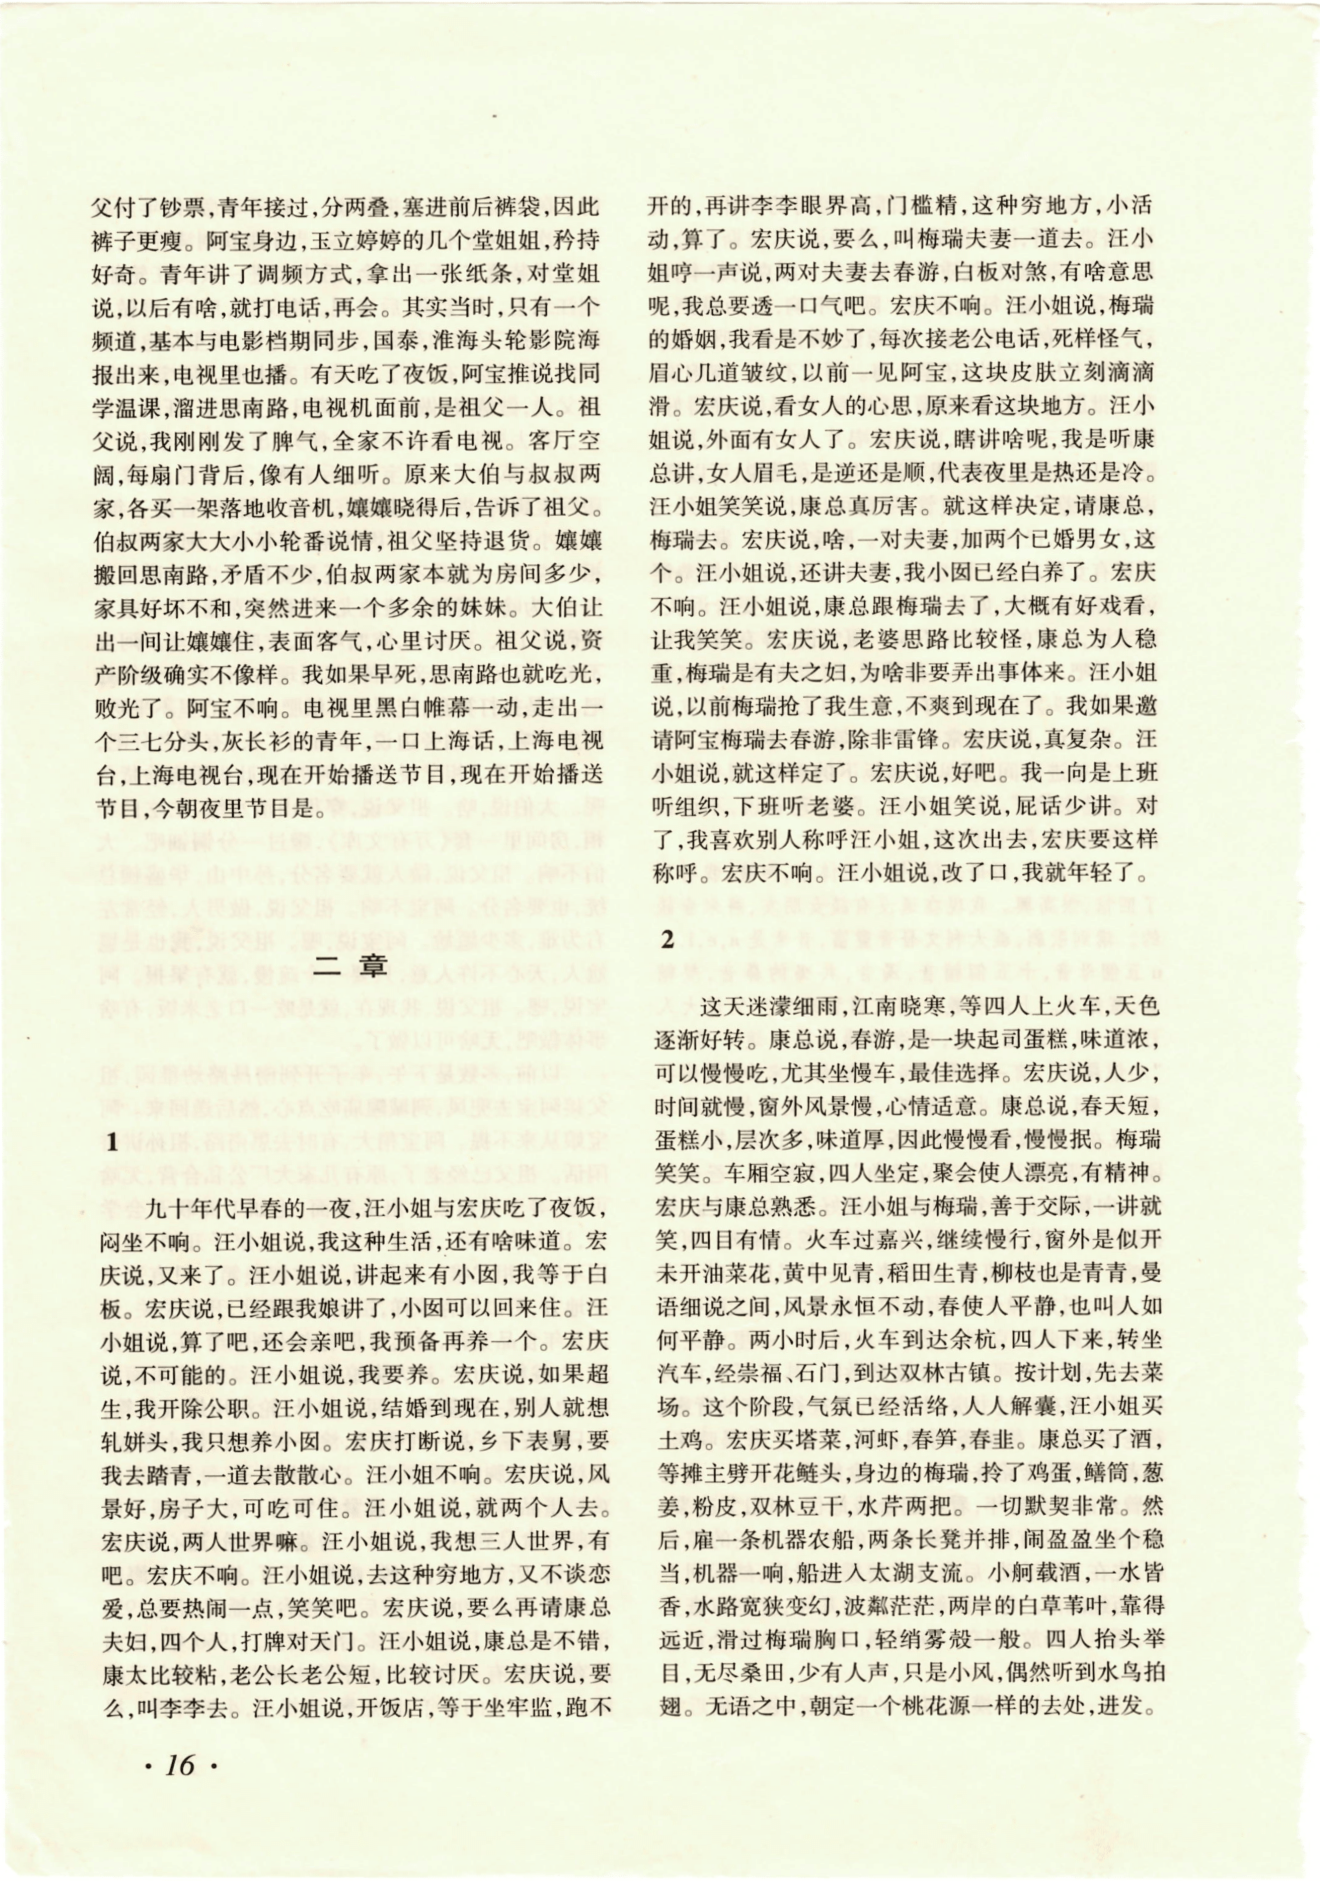 父付了钞票,青年接过,分两叠,塞进前后裤袋,因此
裤子更瘦。阿宝身边,玉立婷婷的几个堂姐姐,矜持
好奇。青年讲了调频方式,拿出一张纸条,对堂姐
说,以后有啥,就打电话,再会。其实当时,只有一个
频道,基本与电影档期同步,国泰,淮海头轮影院海
报出来,电视里也播。有天吃了夜饭,阿宝推说找同
学温课,溜进思南路,电视机面前,是祖父一人。祖
父说,我刚刚发了脾气,全家不许看电视。客厅空
阔,每扇门背后,像有人细听。原来大伯与叔叔两
家,各买一架落地收音机,孃孃晓得后,告诉了祖父。
伯叔两家大大小小轮番说情,祖父坚持退货。孃孃
搬回思南路,矛盾不少,伯叔两家本就为房间多少,
家具好坏不和,突然进来一个多余的妹妹。大伯让
出一间让孃孃住,表面客气,心里讨厌。祖父说,资
产阶级确实不像样。我如果早死,思南路也就吃光,
败光了。阿宝不响。电视里黑白帷幕一动,走出一
个三七分头,灰长衫的青年,一口上海话,上海电视
台,上海电视台,现在开始播送节目,现在开始播送
节目,今朝夜里节目是。
二 章
1
九十年代早春的一夜,汪小姐与宏庆吃了夜饭,
闷坐不响。汪小姐说,我这种生活,还有啥味道。宏
庆说,又来了。汪小姐说,讲起来有小囡,我等于白
板。宏庆说,已经跟我娘讲了,小囡可以回来住。汪
小姐说,算了吧,还会亲吧,我预备再养一个。宏庆
说,不可能的。汪小姐说,我要养。宏庆说,如果超
生,我开除公职。汪小姐说,结婚到现在,别人就想
轧姘头,我只想养小囡。宏庆打断说,乡下表舅,要
我去踏青,一道去散散心。汪小姐不响。宏庆说,风
景好,房子大,可吃可住。汪小姐说,就两个人去。
宏庆说,两人世界嘛。汪小姐说,我想三人世界,有
吧。宏庆不响。汪小姐说,去这种穷地方,又不谈恋
爱,总要热闹一点,笑笑吧。宏庆说,要么再请康总
夫妇,四个人,打牌对天门。汪小姐说,康总是不错,
康太比较粘,老公长老公短,比较讨厌。宏庆说,要
么,叫李李去。汪小姐说,开饭店,等于坐牢监,跑不
开的,再讲李李眼界高,门槛精,这种穷地方,小活
动,算了。宏庆说,要么,叫梅瑞夫妻一道去。汪小
姐哼一声说,两对夫妻去春游,白板对煞,有啥意思
呢,我总要透一口气吧。宏庆不响。汪小姐说,梅瑞
的婚姻,我看是不妙了,每次接老公电话,死样怪气,
眉心几道皱纹,以前一见阿宝,这块皮肤立刻滴滴
滑。宏庆说,看女人的心思,原来看这块地方。汪小
姐说,外面有女人了。宏庆说,瞎讲啥呢,我是听康
总讲,女人眉毛,是逆还是顺,代表夜里是热还是冷。
汪小姐笑笑说,康总真厉害。就这样决定,请康总,
梅瑞去。宏庆说,啥,一对夫妻,加两个已婚男女,这
个。汪小姐说,还讲夫妻,我小囡已经白养了。宏庆
不响。汪小姐说,康总跟梅瑞去了,大概有好戏看,
让我笑笑。宏庆说,老婆思路比较怪,康总为人稳
重,梅瑞是有夫之妇,为啥非要弄出事体来。汪小姐
说,以前梅瑞抢了我生意,不爽到现在了。我如果邀
请阿宝梅瑞去春游,除非雷锋。宏庆说,真复杂。汪
小姐说,就这样定了。宏庆说,好吧。我一向是上班
听组织,下班听老婆。汪小姐笑说,屁话少讲。对
了,我喜欢别人称呼汪小姐,这次出去,宏庆要这样
称呼。宏庆不响。汪小姐说,改了口,我就年轻了。
2
这天迷濛细雨,江南晓寒,等四人上火车,天色
逐渐好转。康总说,春游,是一块起司蛋糕,味道浓,
可以慢慢吃,尤其坐慢车,最佳选择。宏庆说,人少,
时间就慢,窗外风景慢,心情适意。康总说,春天短,
蛋糕小,层次多,味道厚,因此慢慢看,慢慢抿。梅瑞
笑笑。车厢空寂,四人坐定,聚会使人漂亮,有精神。
宏庆与康总熟悉。汪小姐与梅瑞,善于交际,一讲就
笑,四目有情。火车过嘉兴,继续慢行,窗外是似开
未开油菜花,黄中见青,稻田生青,柳枝也是青青,曼
语细说之间,风景永恒不动,春使人平静,也叫人如
何平静。两小时后,火车到达余杭,四人下来,转坐
汽车,经崇福、石门,到达双林古镇。按计划,先去菜
场。这个阶段,气氛已经活络,人人解囊,汪小姐买
土鸡。宏庆买塔菜,河虾,春笋,春韭。康总买了酒,
等摊主劈开花鲢头,身边的梅瑞,拎了鸡蛋,鳝筒,葱
姜,粉皮,双林豆干,水芹两把。一切默契非常。然
后,雇一条机器农船,两条长凳并排,闹盈盈坐个稳
当,机器一响,船进入太湖支流。小舸载酒,一水皆
香,水路宽狭变幻,波粼茫茫,两岸的白草苇叶,靠得
远近,滑过梅瑞胸口,轻绡雾縠一般。四人抬头举
目,无尽桑田,少有人声,只是小风,偶然听到水鸟拍
翅。无语之中,朝定一个桃花源一样的去处,进发。
· 16 ·